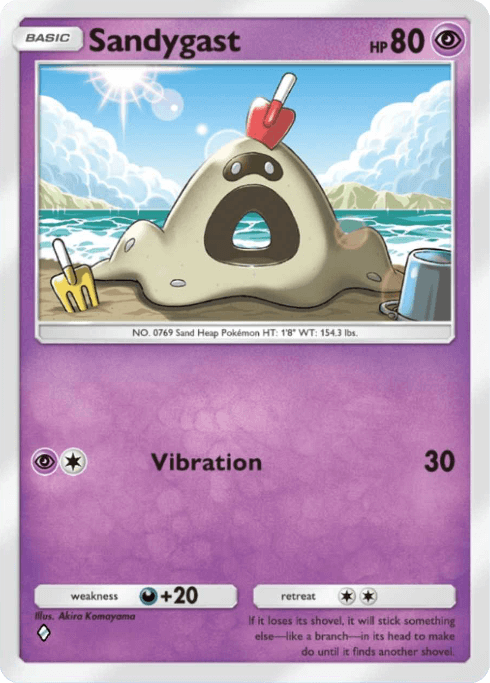 BASIC
Sandygast
HP 80
NO. 0769 Sand Heap Pokémon HT: 1'8" WT: 154.3 lbs.
Vibration 30
weakness +20
retreat
Illus. Akira Komayama
If it loses its shovel, it will stick something
else—like a branch—in its head to make
do until it finds another shovel.